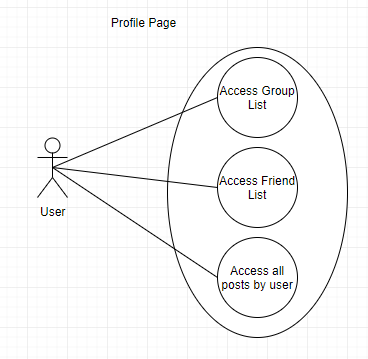 Profile Page
Access Group
List
Access Friend
List
User
Access all
posts by user